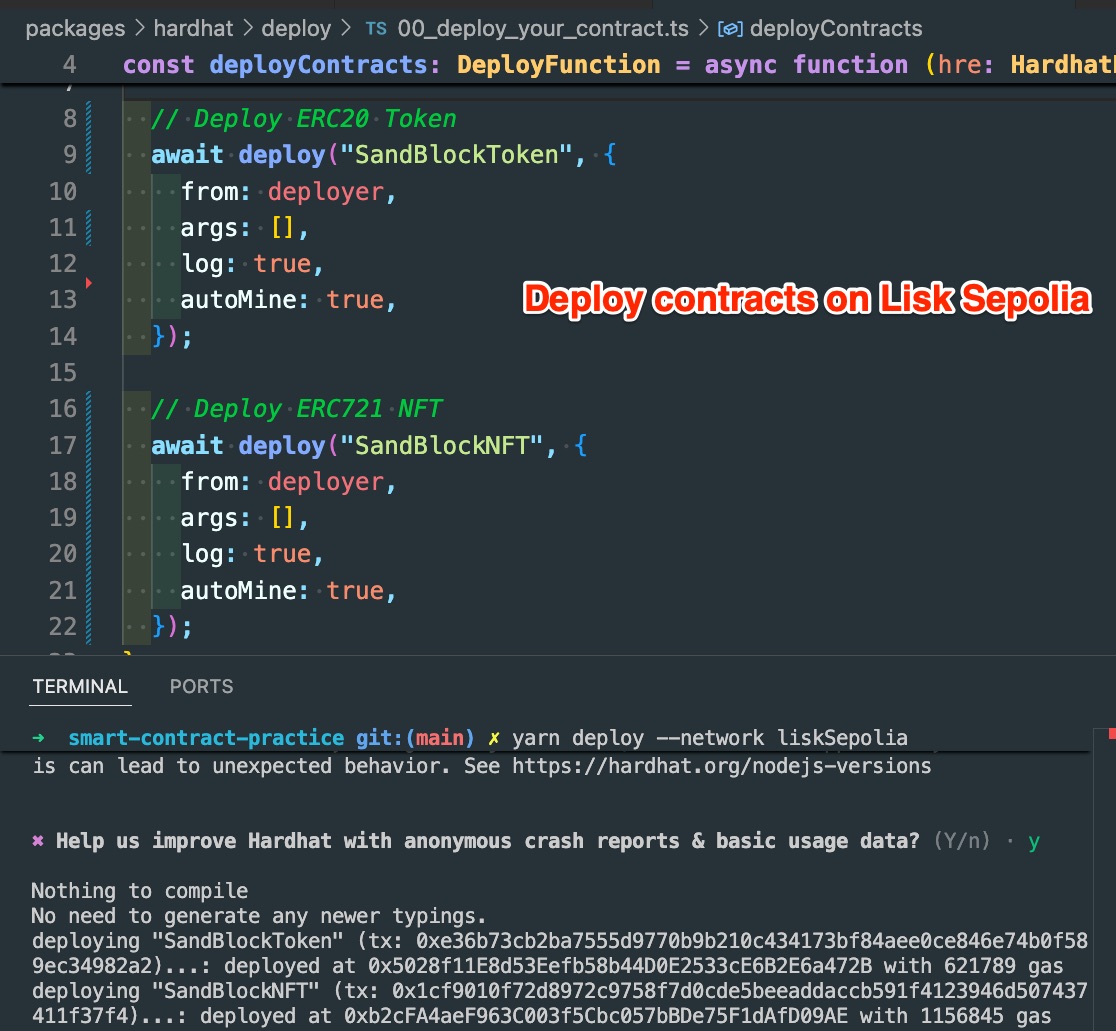 packages > hardhat > deploy > TS 00_deploy_your_contract.ts > deployContracts
4 const deployContracts: DeployFunction = async function (hre: Hardhat
8 // Deploy ERC20 Token
9 await deploy("SandBlockToken", {
10 from: deployer,
11 args: [],
12 log: true,
13 autoMine: true,
14 });
15
16 // Deploy ERC721 NFT
17 await deploy("SandBlockNFT", {
18 from: deployer,
19 args: [],
20 log: true,
21 autoMine: true,
22 });
Deploy contracts on Lisk Sepolia
TERMINAL PORTS
➜ smart-contract-practice git:(main) ✗ yarn deploy --network liskSepolia
is can lead to unexpected behavior. See https://hardhat.org/nodejs-versions
✖ Help us improve Hardhat with anonymous crash reports & basic usage data? (Y/n) · y
Nothing to compile
No need to generate any newer typings.
deploying "SandBlockToken" (tx: 0xe36b73cb2ba7555d9770b9b210c434173bf84aee0ce846e74b0f58
9ec34982a2)...: deployed at 0x5028f11E8d53Eefb58b44D0E2533cE6B2E6a472B with 621789 gas
deploying "SandBlockNFT" (tx: 0x1cf9010f72d8972c9758f7d0cde5beeaddaccb591f4123946d507437
411f37f4)...: deployed at 0xb2cFA4aeF963C003f5Cbc057bBDe75F1dAfD09AE with 1156845 gas